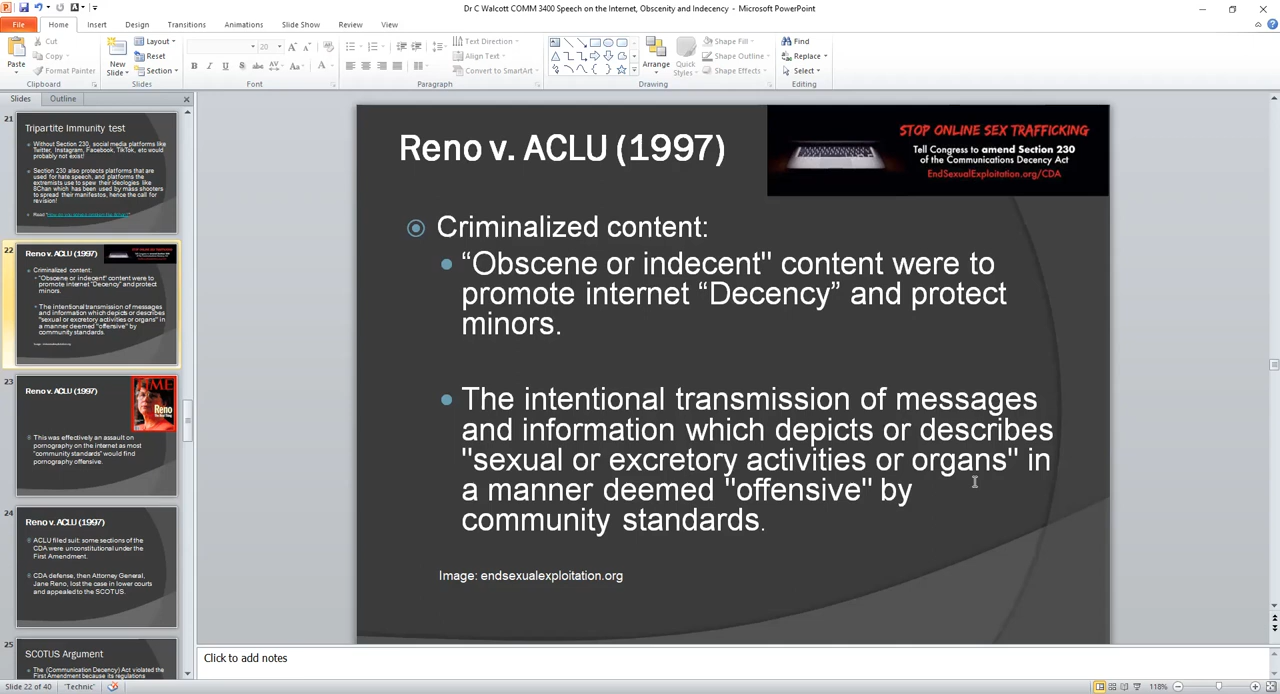 Dr C Walcott COMM 3400 Speech on the Internet, Obscenity and Indecency - Microsoft PowerPoint
File Home Insert Design Transitions Animations Slide Show Review View
Cut
Copy
Format Painter
Paste
Clipboard
New
Slide
Layout
Reset
Section
Slides
20
B I U S abc AV Aa A
Font
Text Direction
Align Text
Convert to SmartArt
Paragraph
Arrange
Quick
Styles
Shape Fill
Shape Outline
Shape Effects
Drawing
Find
Replace
Select
Editing
Slides Outline
21
Tripartite Immunity test
Without Section 230, social media platforms like
Twitter, Instagram, Facebook, TikTok, etc would
probably not exist!
Section 230 also protects platforms that are
used for hate speech, and platforms the
extremists use to spew their ideologies like
8Chan which has been used by mass shooters
to spread their manifestos, hence the call for
revision!
22
Reno v. ACLU (1997)
Criminalized content:
"Obscene or indecent" content were to
promote internet "Decency" and protect
minors.
The intentional transmission of messages
and information which depicts or describes
"sexual or excretory activities or organs" in
a manner deemed "offensive" by
community standards.
Image: endsexualexploitation.org
23
Reno v. ACLU (1997)
TIME
Reno
This was effectively an assault on
pornography on the internet as most
"community standards" would find
pornography offensive.
24
Reno v. ACLU (1997)
ACLU filed suit: some sections of the
CDA were unconstitutional under the
First Amendment.
CDA defense, then Attorney General,
Jane Reno, lost the case in lower courts
and appealed to the SCOTUS.
25
SCOTUS Argument
The (Communication Decency) Act violated the
First Amendment because its regulations
Reno v. ACLU (1997)
STOP ONLINE SEX TRAFFICKING
Tell Congress to amend Section 230
of the Communications Decency Act
EndSexualExploitation.org/CDA
Criminalized content:
“Obscene or indecent" content were to
promote internet “Decency” and protect
minors.
The intentional transmission of messages
and information which depicts or describes
"sexual or excretory activities or organs" in
a manner deemed "offensive" by
community standards.
Image: endsexualexploitation.org
Click to add notes
Slide 22 of 40 'Technic' 118%